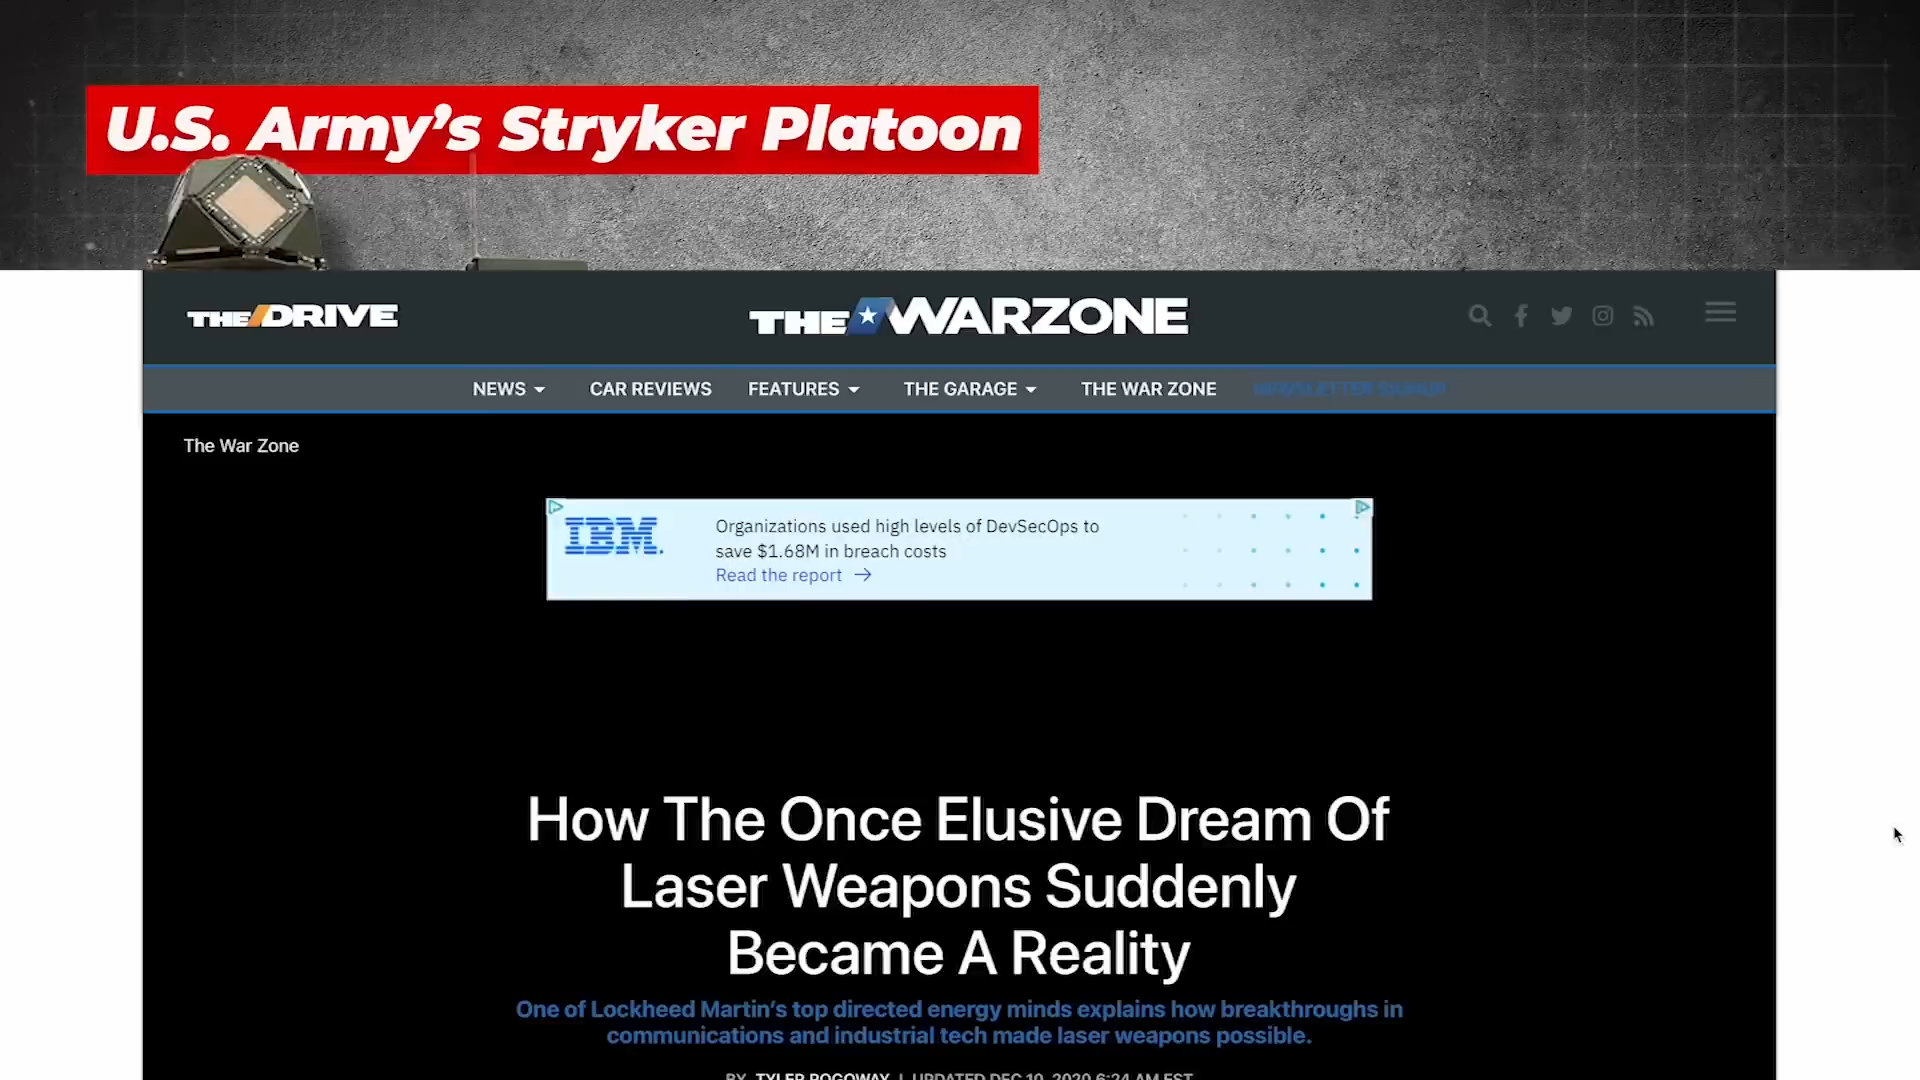 U.S. Army's Stryker Platoon
THE DRIVE
THE WARZONE
NEWS
CAR REVIEWS
FEATURES
THE GARAGE
THE WAR ZONE
NEWSLETTER SIGNUP
The War Zone
IBM.
Organizations used high levels of DevSecOps to
save $1.68M in breach costs
Read the report →
How The Once Elusive Dream Of
Laser Weapons Suddenly
Became A Reality
One of Lockheed Martin's top directed energy minds explains how breakthroughs in
communications and industrial tech made laser weapons possible.
BY TYLER ROGOWAY | UPDATED DEC 10, 2020 6:24 AM EST